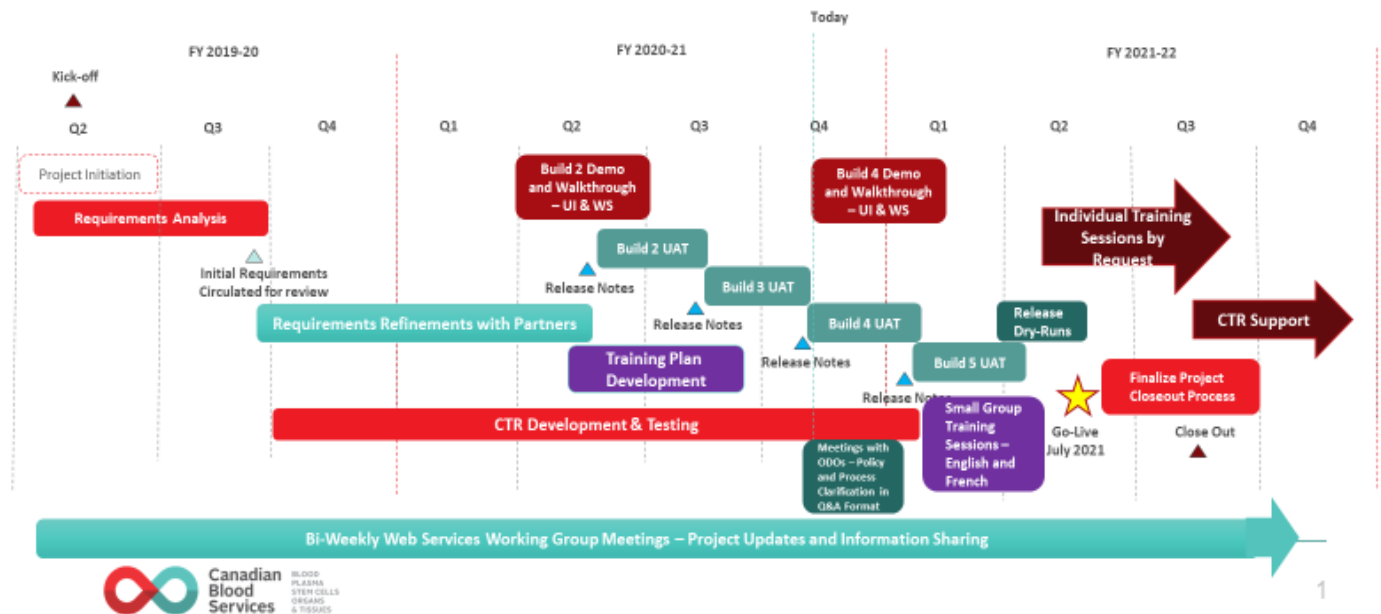 Today
FY 2019-20
FY 2020-21
FY 2021-22
Kick-off
Q2
Q3
Q4
Q1
Q2
Q3
Q4
Q1
Q2
Q3
Q4
Project Initiation
Requirements Analysis
Initial Requirements
Circulated for review
Build 2 Demo
and Walkthrough
– UI & WS
Build 4 Demo
and Walkthrough
– UI & WS
Individual Training
Sessions by
Request
Build 2 UAT
Release Notes
Build 3 UAT
Release Notes
Requirements Refinements with Partners
Build 4 UAT
Release Notes
Release
Dry-Runs
CTR Support
Training Plan
Development
Build 5 UAT
Release Notes
Finalize Project
Closeout Process
CTR Development & Testing
Small Group
Training
Sessions –
English and
French
Go-Live
July 2021
Close Out
Meetings with
ODOs – Policy
and Process
Clarification in
Q&A Format
Bi-Weekly Web Services Working Group Meetings – Project Updates and Information Sharing
Canadian
Blood
Services
BLOOD
PLASMA
STEM CELLS
ORGANS
& TISSUES
1